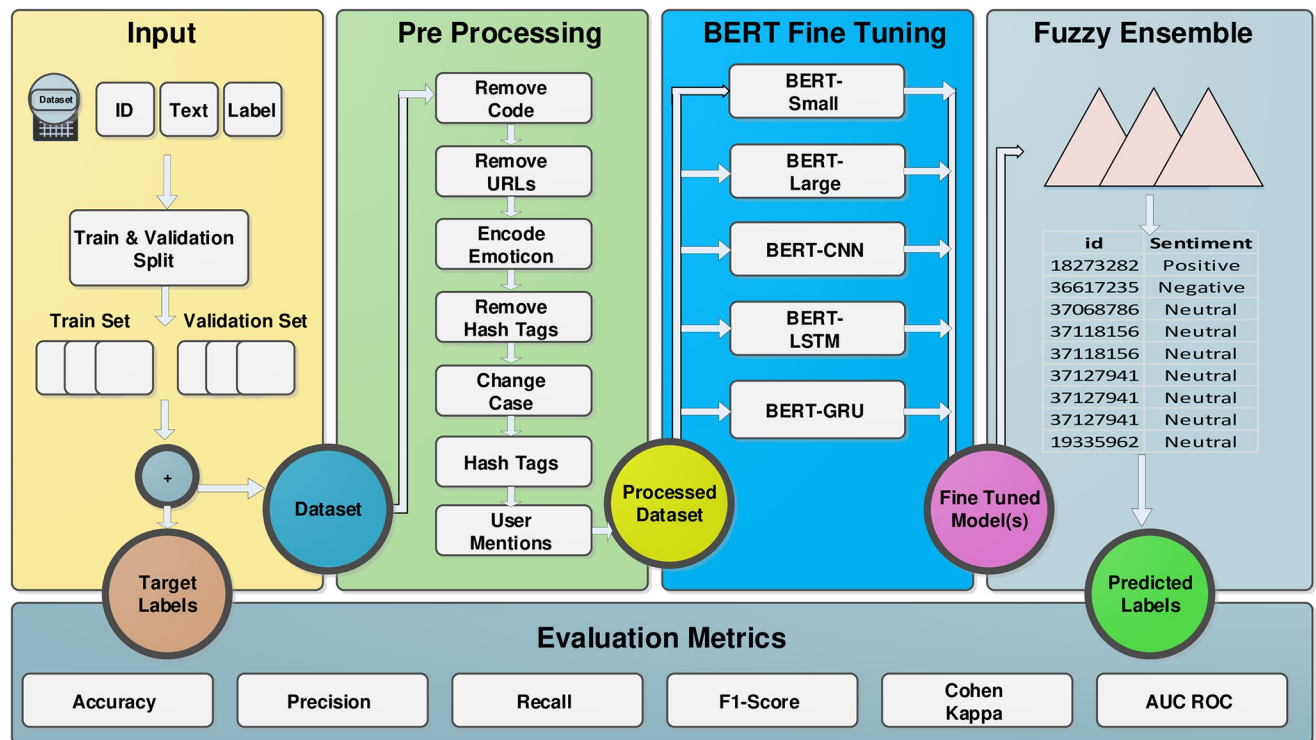 Input
Dataset
ID
Text
Label
Train & Validation
Split
Train Set
Validation Set
+
Target
Labels
Dataset
Pre Processing
Remove
Code
Remove
URLs
Encode
Emoticon
Remove
Hash Tags
Change
Case
Hash Tags
User
Mentions
Processed
Dataset
BERT Fine Tuning
BERT-
Small
BERT-
Large
BERT-CNN
BERT-
LSTM
BERT-GRU
Fine Tuned
Model(s)
Fuzzy Ensemble
id Sentiment
18273282 Positive
36617235 Negative
37068786 Neutral
37118156 Neutral
37118156 Neutral
37127941 Neutral
37127941 Neutral
37127941 Neutral
19335962 Neutral
Predicted
Labels
Evaluation Metrics
Accuracy
Precision
Recall
F1-Score
Cohen
Kappa
AUC ROC